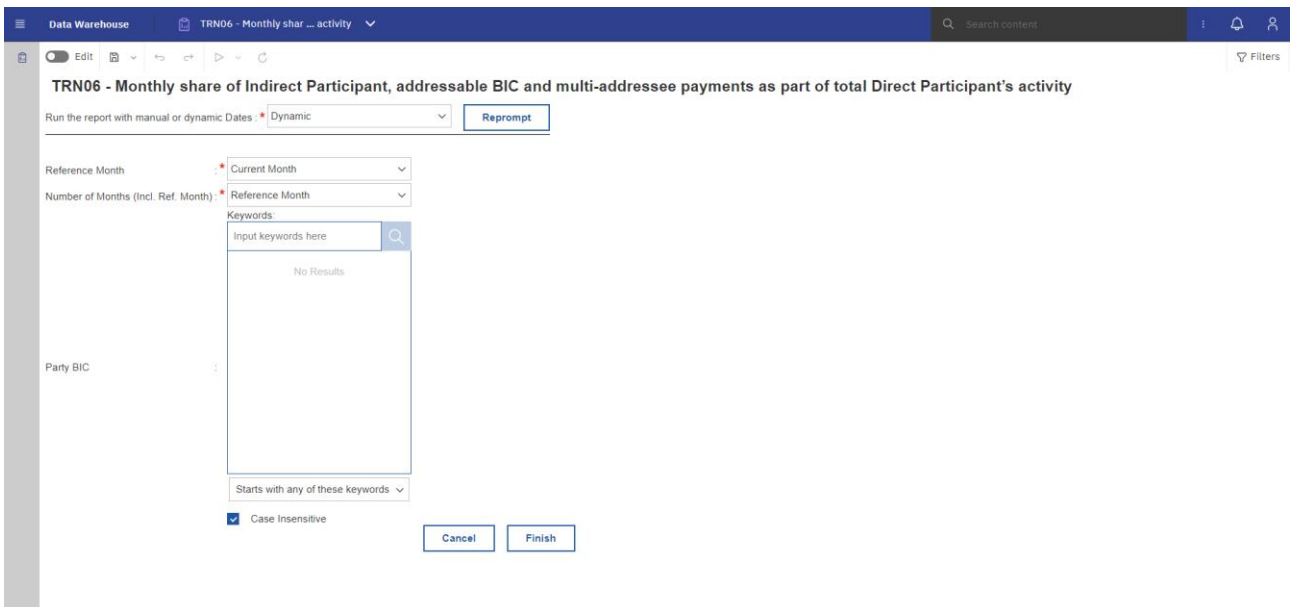 Data Warehouse
TRN06 - Monthly shar ... activity
Search content
Edit
Filters
TRN06 - Monthly share of Indirect Participant, addressable BIC and multi-addressee payments as part of total Direct Participant's activity
Run the report with manual or dynamic Dates : * Dynamic
Reprompt
Reference Month : * Current Month
Number of Months (Incl. Ref. Month) : * Reference Month
Keywords:
Input keywords here
No Results
Party BIC :
Starts with any of these keywords
Case Insensitive
Cancel
Finish